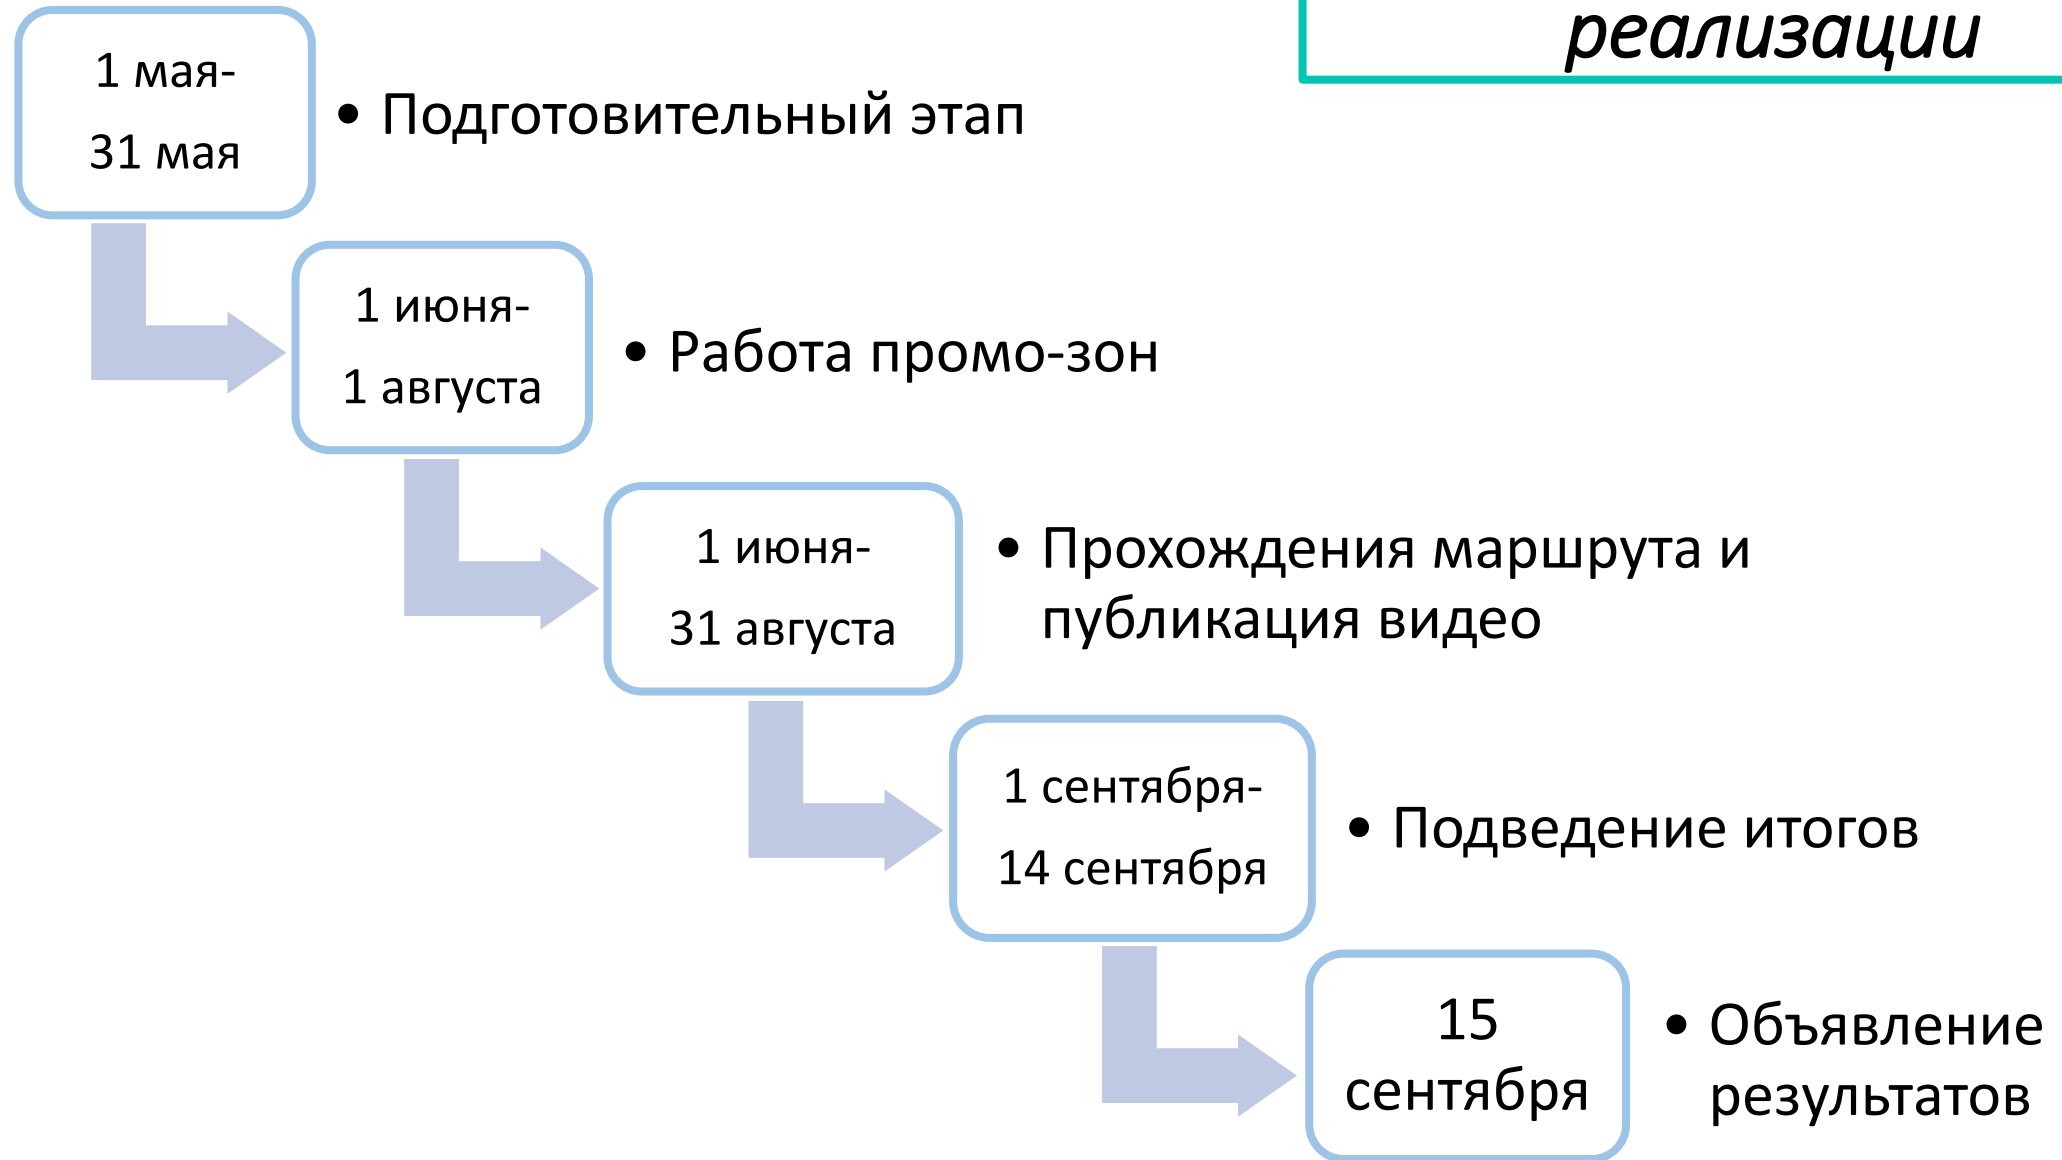 реализации
1 мая-
31 мая
• Подготовительный этап
1 июня-
1 августа
• Работа промо-зон
1 июня-
31 августа
• Прохождения маршрута и
публикация видео
1 сентября-
14 сентября
• Подведение итогов
15
сентября
• Объявление
результатов